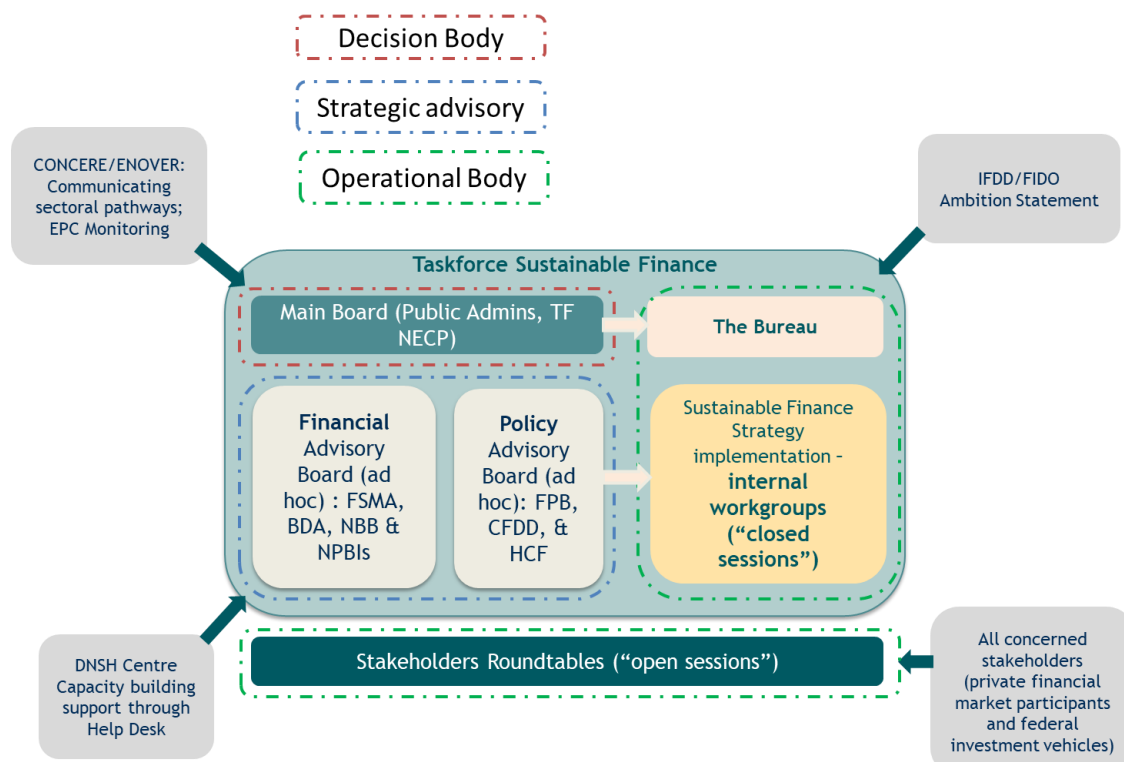 Decision Body
Strategic advisory
Operational Body
CONCERE/ENOVER:
Communicating
sectoral pathways;
EPC Monitoring
IFDD/FIDO
Ambition Statement
Taskforce Sustainable Finance
Main Board (Public Admins, TF
NECP)
The Bureau
Financial
Advisory
Board (ad
hoc) : FSMA,
BDA, NBB &
NPBIs
Policy
Advisory
Board (ad
hoc): FPB,
CFDD, &
HCF
Sustainable Finance
Strategy
implementation –
internal
workgroups
(“closed
sessions”)
Stakeholders Roundtables (“open sessions”)
DNSH Centre
Capacity building
support through
Help Desk
All concerned
stakeholders
(private financial
market participants
and federal
investment vehicles)